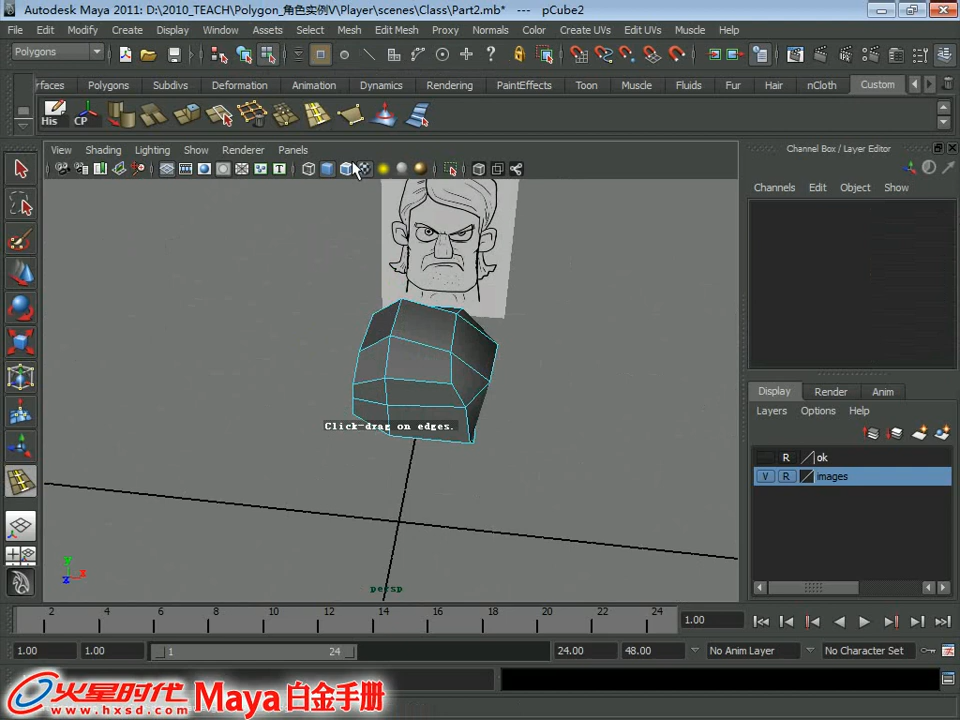 Autodesk Maya 2011: D:\2010_TEACH\Polygon_角色实例V\Player\scenes\Class\Part2.mb* --- pCube2
File Edit Modify Create Display Window Assets Select Mesh Edit Mesh Proxy Normals Color Create UVs Edit UVs Muscle Help
Polygons
rfaces Polygons Subdivs Deformation Animation Dynamics Rendering PaintEffects Toon Muscle Fluids Fur Hair nCloth Custom
His CP
View Shading Lighting Show Renderer Panels
Channel Box / Layer Editor
Channels Edit Object Show
Click-drag on edges.
persp
y
z x
Display Render Anim
Layers Options Help
R ok
V R images
2 4 6 8 10 12 14 16 18 20 22 24
1.00
1.00 1.00 1 24 24.00 48.00 No Anim Layer No Character Set
火星时代
www.hxsd.com
Maya 白金手册